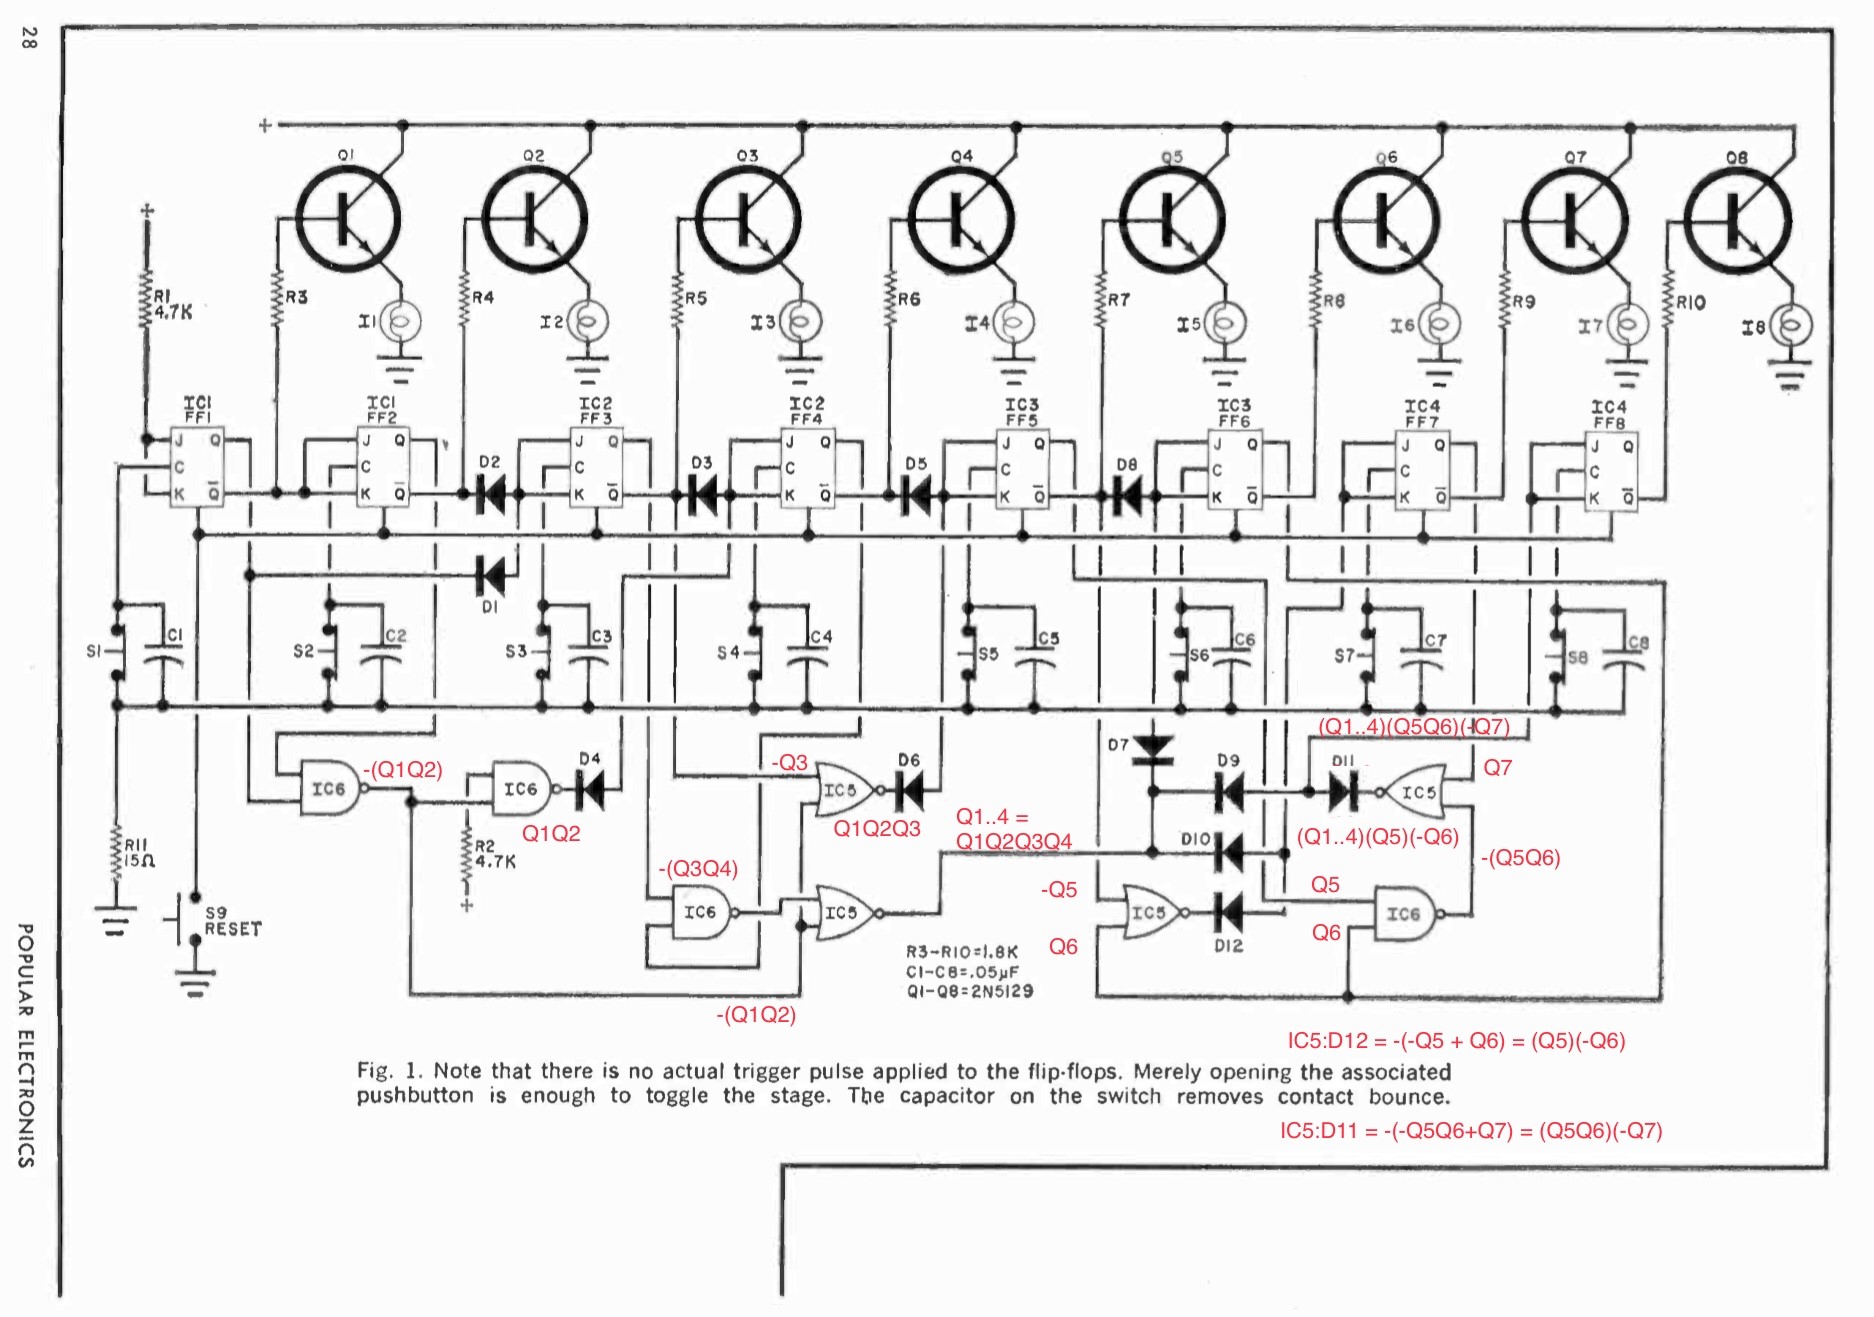 28
POPULAR ELECTRONICS
+
Q1 Q2 Q3 Q4 Q5 Q6 Q7 Q8
+
R1
4.7K
R3 R4 R5 R6 R7 R8 R9 R10
I1 I2 I3 I4 I5 I6 I7 I8
IC1 IC1 IC2 IC2 IC3 IC3 IC4 IC4
FF1 FF2 FF3 FF4 FF5 FF6 FF7 FF8
J Q J Q J Q J Q J Q J Q J Q J Q
C C C C C C C C
K Q̅ K Q̅ K Q̅ K Q̅ K Q̅ K Q̅ K Q̅ K Q̅
D2 D3 D5 D8
D1
S1 C1 S2 C2 S3 C3 S4 C4 S5 C5 S6 C6 S7 C7 S8 C8
(Q1..4)(Q5Q6)(-Q7)
D7
IC6 -(Q1Q2) IC6 D4 -Q3 IC5 D6 D9 D11 IC5 Q7
Q1Q2 Q1Q2Q3
Q1..4 =
Q1Q2Q3Q4
D10 (Q1..4)(Q5)(-Q6)
-(Q5Q6)
R11
15Ω
R2
4.7K
+
-(Q3Q4)
IC6 IC5
-Q5
Q6
IC5 D12
Q5
Q6
IC6
S9
RESET
R3-R10=1.8K
C1-C8=.05µF
Q1-Q8=2N5129
-(Q1Q2)
IC5:D12 = -(-Q5 + Q6) = (Q5)(-Q6)
Fig. 1. Note that there is no actual trigger pulse applied to the flip-flops. Merely opening the associated
pushbutton is enough to toggle the stage. The capacitor on the switch removes contact bounce.
IC5:D11 = -(-Q5Q6+Q7) = (Q5Q6)(-Q7)